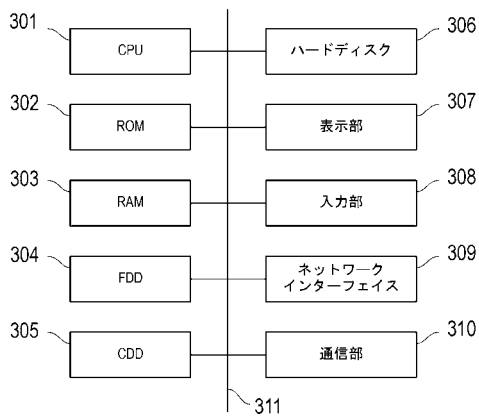 301
CPU
ハードディスク
306
302
ROM
表示部
307
303
RAM
入力部
308
304
FDD
ネットワーク
インターフェイス
309
305
CDD
通信部
310
311